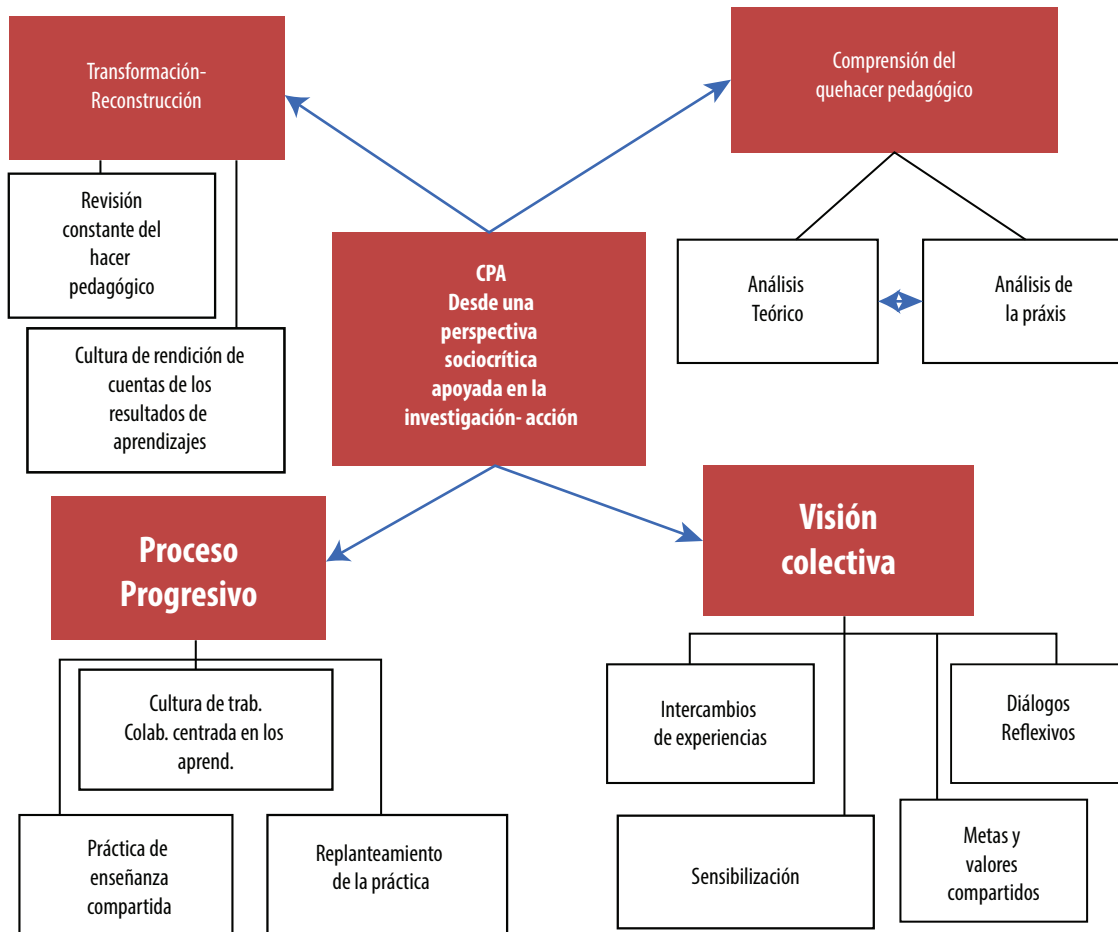 Transformación-
Reconstrucción
Comprensión del
quehacer pedagógico
Revisión
constante del
hacer
pedagógico
Cultura de rendición de
cuentas de los
resultados de
aprendizajes
CPA
Desde una
perspectiva
sociocrítica
apoyada en la
investigación- acción
Análisis
Teórico
Análisis de
la práxis
Proceso
Progresivo
Visión
colectiva
Cultura de trab.
Colab. centrada en los
aprend.
Práctica de
enseñanza
compartida
Replanteamiento
de la práctica
Intercambios
de experiencias
Diálogos
Reflexivos
Sensibilización
Metas y
valores
compartidos